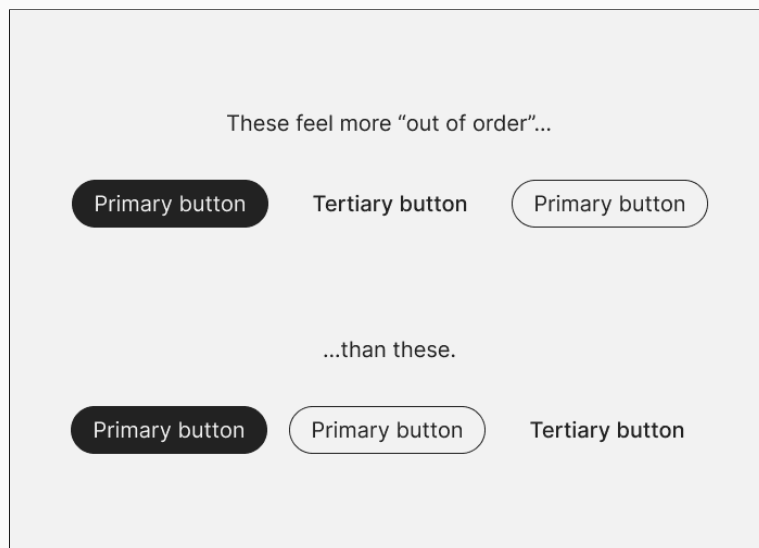 These feel more “out of order”...
Primary button Tertiary button Primary button
...than these.
Primary button Primary button Tertiary button